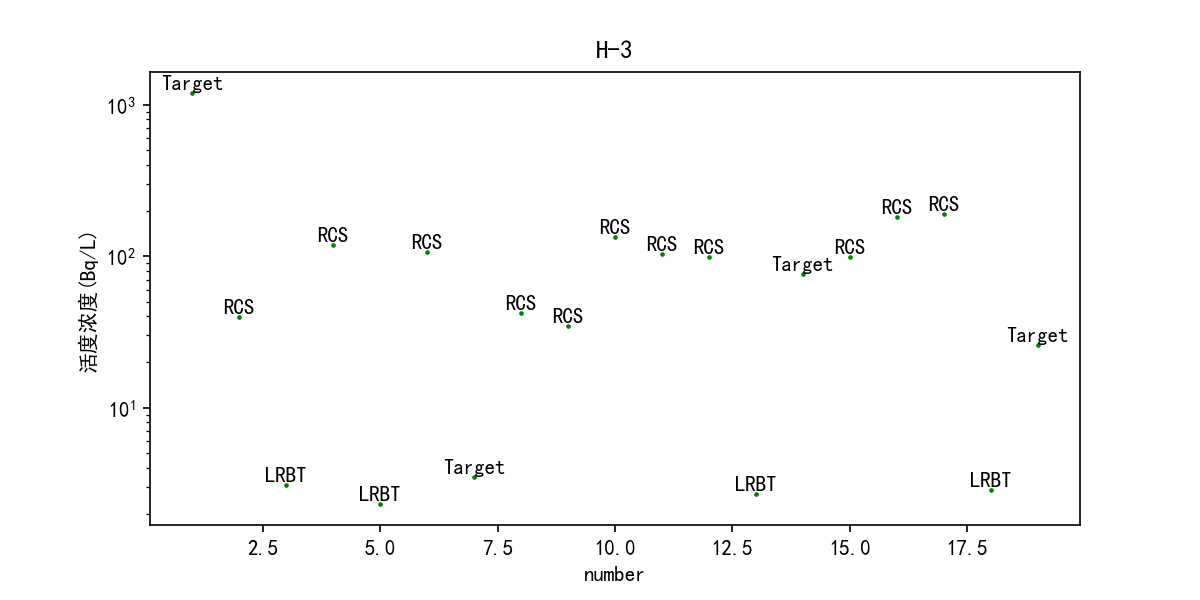 H-3
Target
10³
RCS
RCS
RCS
RCS
RCS
RCS
RCS
RCS
10²
Target
RCS
RCS
RCS
Target
活度浓度(Bq/L)
10¹
Target
LRBT
LRBT
LRBT
LRBT
2.5 5.0 7.5 10.0 12.5 15.0 17.5
number